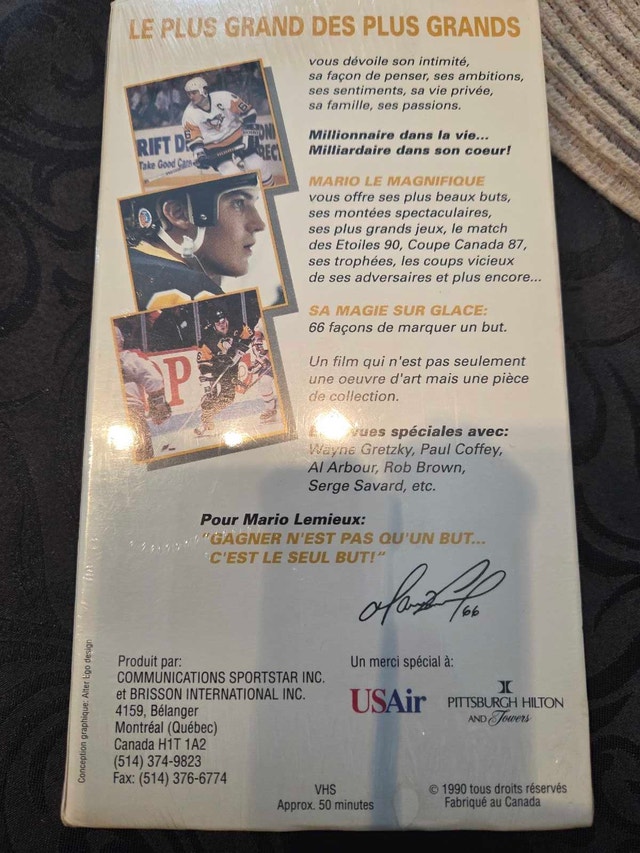 LE PLUS GRAND DES PLUS GRANDS
vous dévoile son intimité,
sa façon de penser, ses ambitions,
ses sentiments, sa vie privée,
sa famille, ses passions.
Millionnaire dans la vie...
Milliardaire dans son coeur!
MARIO LE MAGNIFIQUE
vous offre ses plus beaux buts,
ses montées spectaculaires,
ses plus grands jeux, le match
des Etoiles 90, Coupe Canada 87,
ses trophées, les coups vicieux
de ses adversaires et plus encore...
SA MAGIE SUR GLACE:
66 façons de marquer un but.
Un film qui n'est pas seulement
une oeuvre d'art mais une pièce
de collection.
spéciales avec:
Wayne Gretzky, Paul Coffey,
Al Arbour, Rob Brown,
Serge Savard, etc.
Pour Mario Lemieux:
"GAGNER N'EST PAS QU'UN BUT...
C'EST LE SEUL BUT!"
66
Produit par:
COMMUNICATIONS SPORTSTAR INC.
et BRISSON INTERNATIONAL INC.
4159, Bélanger
Montréal (Québec)
Canada H1T 1A2
(514) 374-9823
Fax: (514) 376-6774
Un merci spécial à:
USAir
PITTSBURGH HILTON
AND Towers
VHS
Approx. 50 minutes
© 1990 tous droits réservés
Fabriqué au Canada
Conception graphique: Alter Ego design
RIFT D
Take Good Care
P